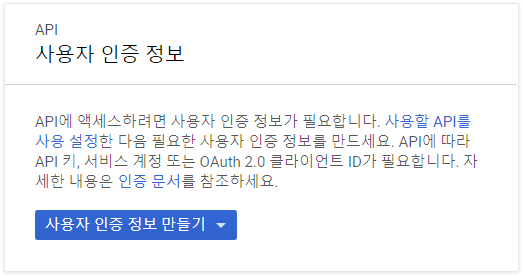 API
사용자 인증 정보
API에 액세스하려면 사용자 인증 정보가 필요합니다. 사용할 API를
사용 설정한 다음 필요한 사용자 인증 정보를 만드세요. API에 따라
API 키, 서비스 계정 또는 OAuth 2.0 클라이언트 ID가 필요합니다. 자
세한 내용은 인증 문서를 참조하세요.
사용자 인증 정보 만들기